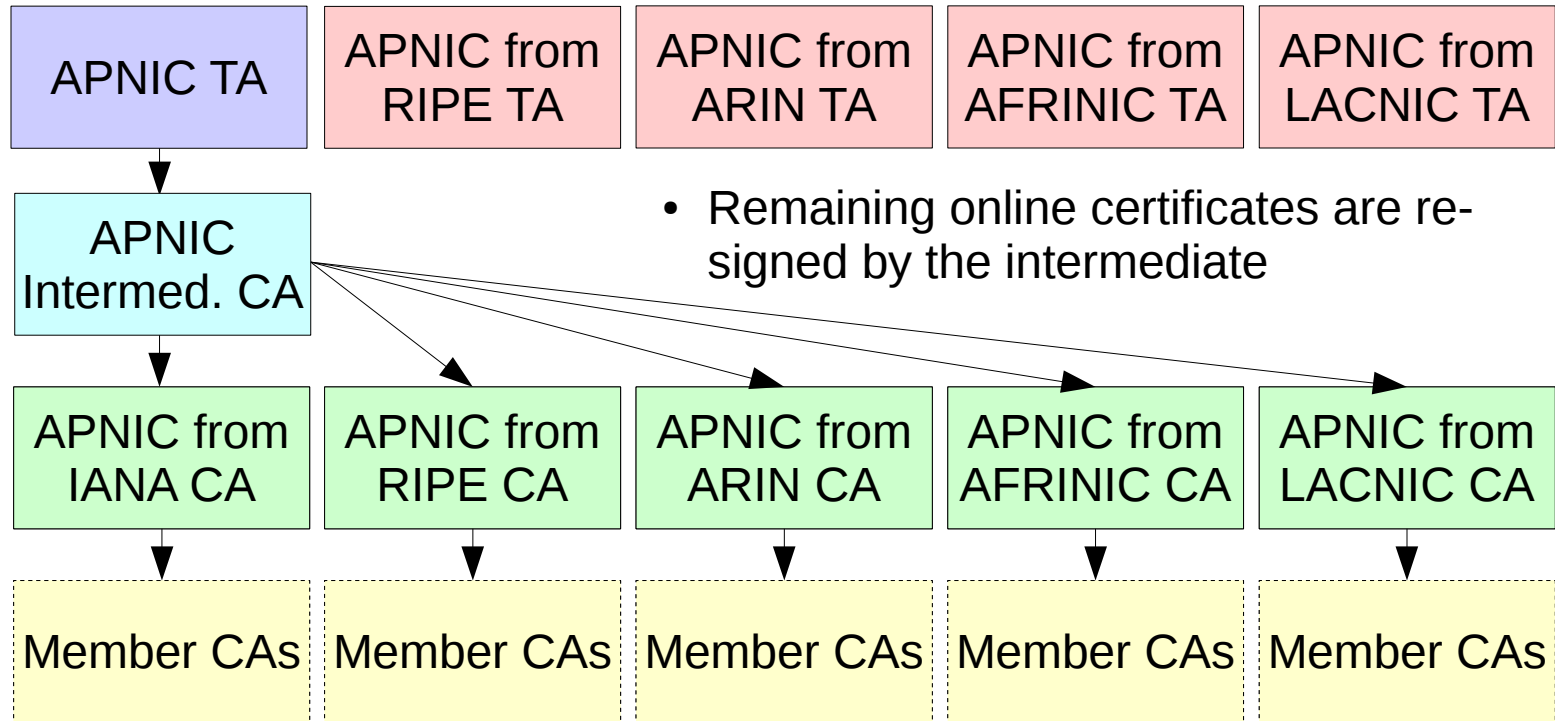 APNIC TA
APNIC from
RIPE TA
APNIC from
ARIN TA
APNIC from
AFRINIC TA
APNIC from
LACNIC TA
APNIC
Intermed. CA
• Remaining online certificates are re-
signed by the intermediate
APNIC from
IANA CA
APNIC from
RIPE CA
APNIC from
ARIN CA
APNIC from
AFRINIC CA
APNIC from
LACNIC CA
Member CAs
Member CAs
Member CAs
Member CAs
Member CAs